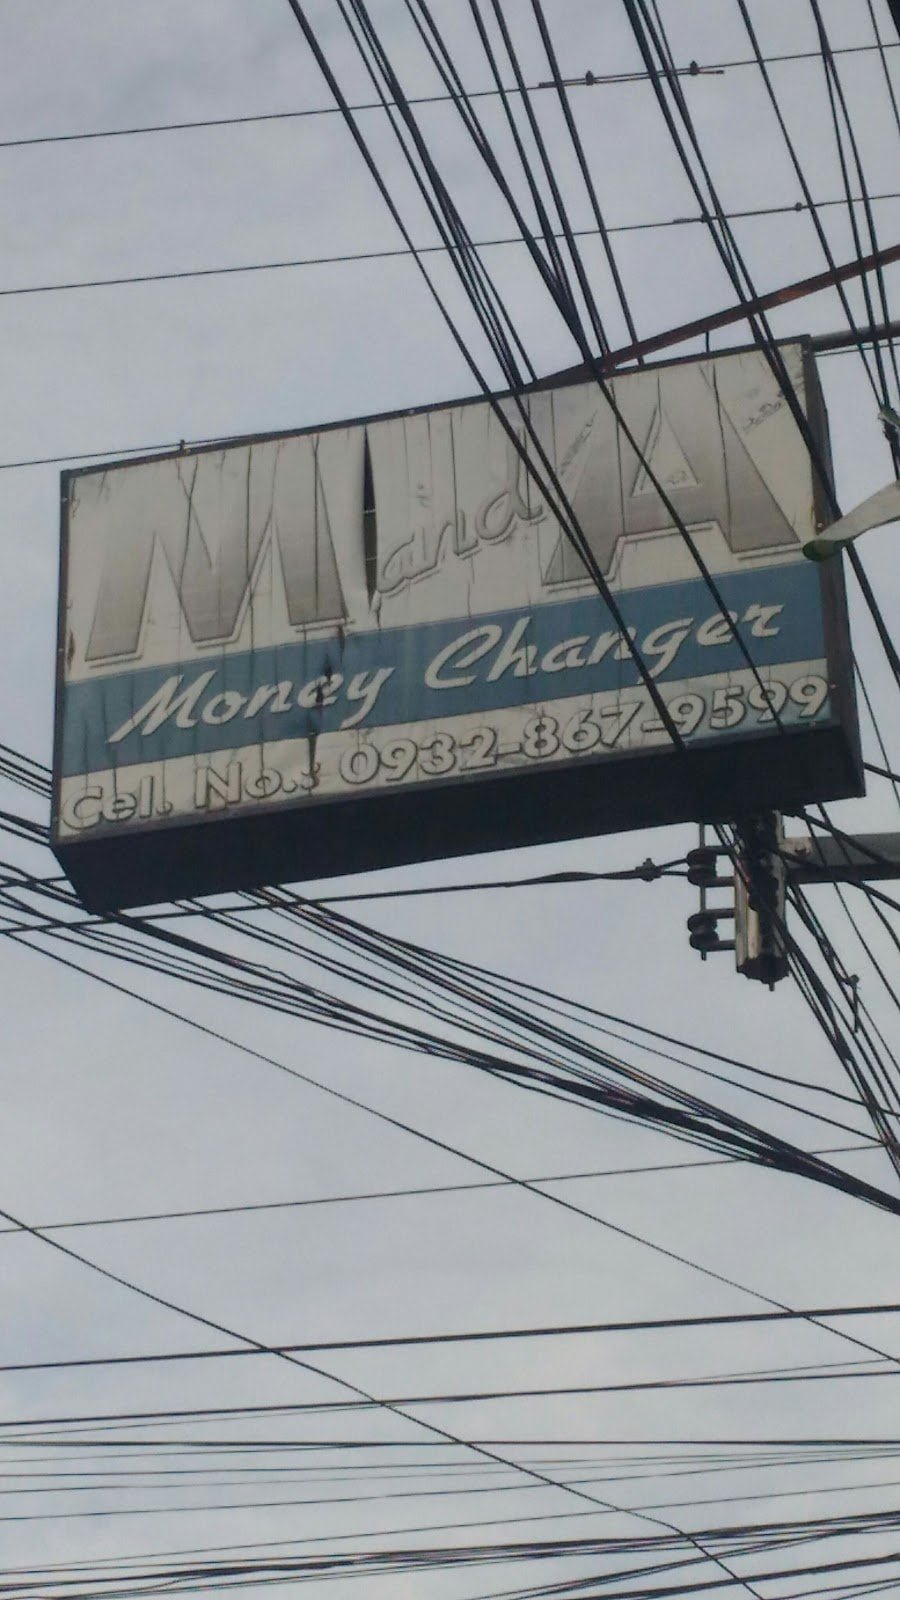 M and A
Money Changer
Cel. No.: 0932-867-9599